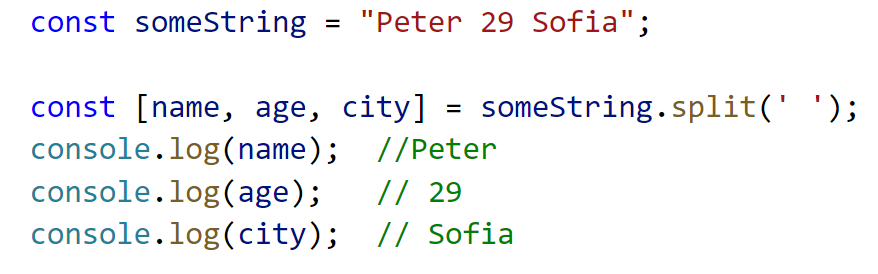 const someString = "Peter 29 Sofia";
const [name, age, city] = someString.split(' ');
console.log(name);  //Peter
console.log(age);   // 29
console.log(city);  // Sofia